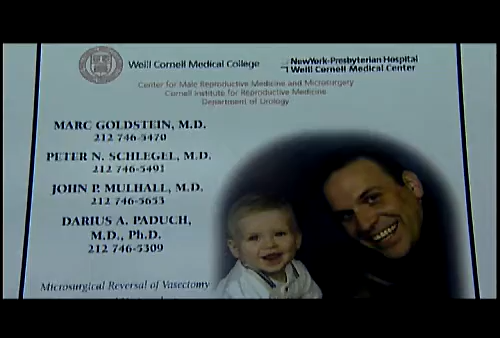 Weill Cornell Medical College
NewYork-Presbyterian Hospital
Weill Cornell Medical Center
Center for Male Reproductive Medicine and Microsurgery
Cornell Institute for Reproductive Medicine
Department of Urology
MARC GOLDSTEIN, M.D.
212 746-5470
PETER N. SCHLEGEL, M.D.
212 746-5491
JOHN P. MULHALL, M.D.
212 746-5653
DARIUS A. PADUCH,
M.D., Ph.D.
212 746-5309
Microsurgical Reversal of Vasectomy